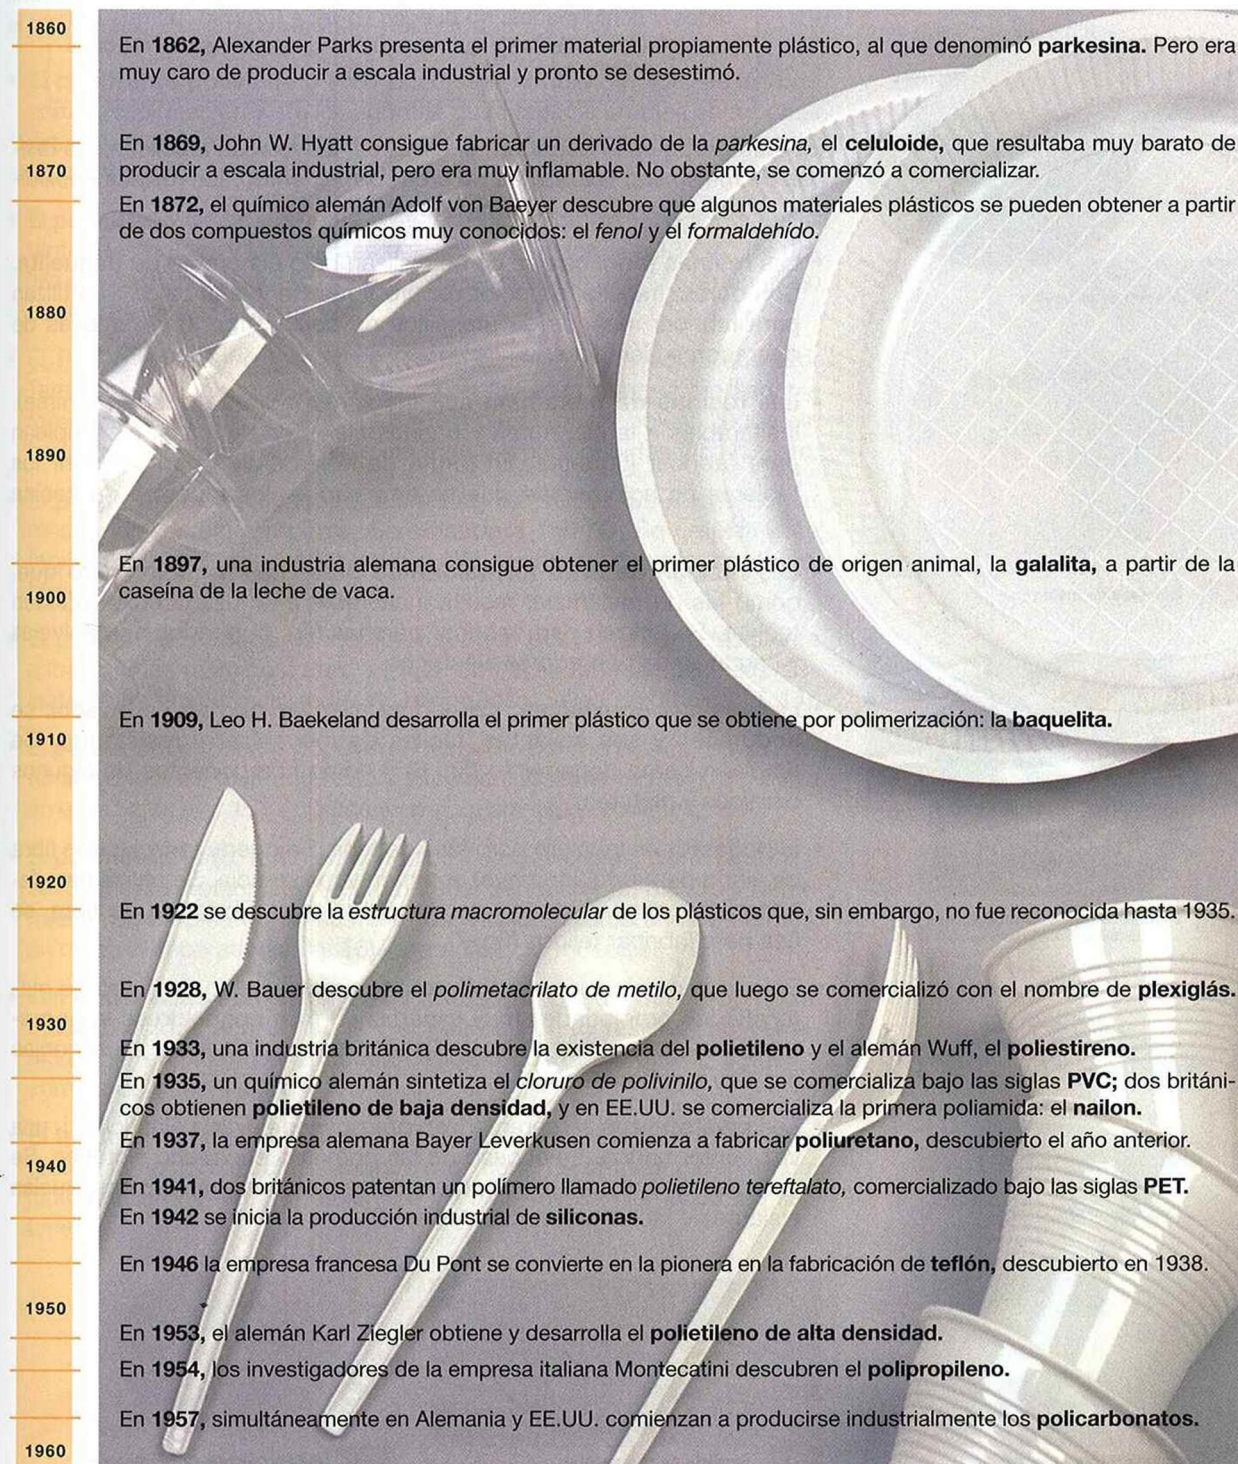 1860
En 1862, Alexander Parks presenta el primer material propiamente plástico, al que denominó parkesina. Pero era
muy caro de producir a escala industrial y pronto se desestimó.
En 1869, John W. Hyatt consigue fabricar un derivado de la parkesina, el celuloide, que resultaba muy barato de
1870
producir a escala industrial, pero era muy inflamable. No obstante, se comenzó a comercializar.
En 1872, el químico alemán Adolf von Baeyer descubre que algunos materiales plásticos se pueden obtener a partir
de dos compuestos químicos muy conocidos: el fenol y el formaldehído.
1880
1890
En 1897, una industria alemana consigue obtener el primer plástico de origen animal, la galalita, a partir de la
1900
caseína de la leche de vaca.
En 1909, Leo H. Baekeland desarrolla el primer plástico que se obtiene por polimerización: la baquelita.
1910
1920
En 1922 se descubre la estructura macromolecular de los plásticos que, sin embargo, no fue reconocida hasta 1935.
En 1928, W. Bauer descubre el polimetacrilato de metilo, que luego se comercializó con el nombre de plexiglás.
1930
En 1933, una industria británica descubre la existencia del polietileno y el alemán Wuff, el poliestireno.
En 1935, un químico alemán sintetiza el cloruro de polivinilo, que se comercializa bajo las siglas PVC; dos británi-
cos obtienen polietileno de baja densidad, y en EE.UU. se comercializa la primera poliamida: el nailon.
En 1937, la empresa alemana Bayer Leverkusen comienza a fabricar poliuretano, descubierto el año anterior.
1940
En 1941, dos británicos patentan un polímero llamado polietileno tereftalato, comercializado bajo las siglas PET.
En 1942 se inicia la producción industrial de siliconas.
En 1946 la empresa francesa Du Pont se convierte en la pionera en la fabricación de teflón, descubierto en 1938.
1950
En 1953, el alemán Karl Ziegler obtiene y desarrolla el polietileno de alta densidad.
En 1954, los investigadores de la empresa italiana Montecatini descubren el polipropileno.
En 1957, simultáneamente en Alemania y EE.UU. comienzan a producirse industrialmente los policarbonatos.
1960